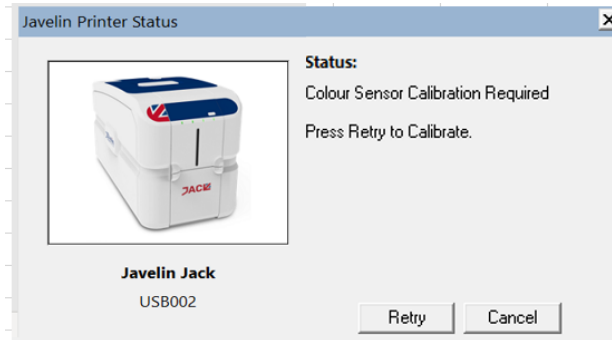 Javelin Printer Status
Status:
Colour Sensor Calibration Required
Press Retry to Calibrate.
JACK
Javelin Jack
USB002
Retry
Cancel